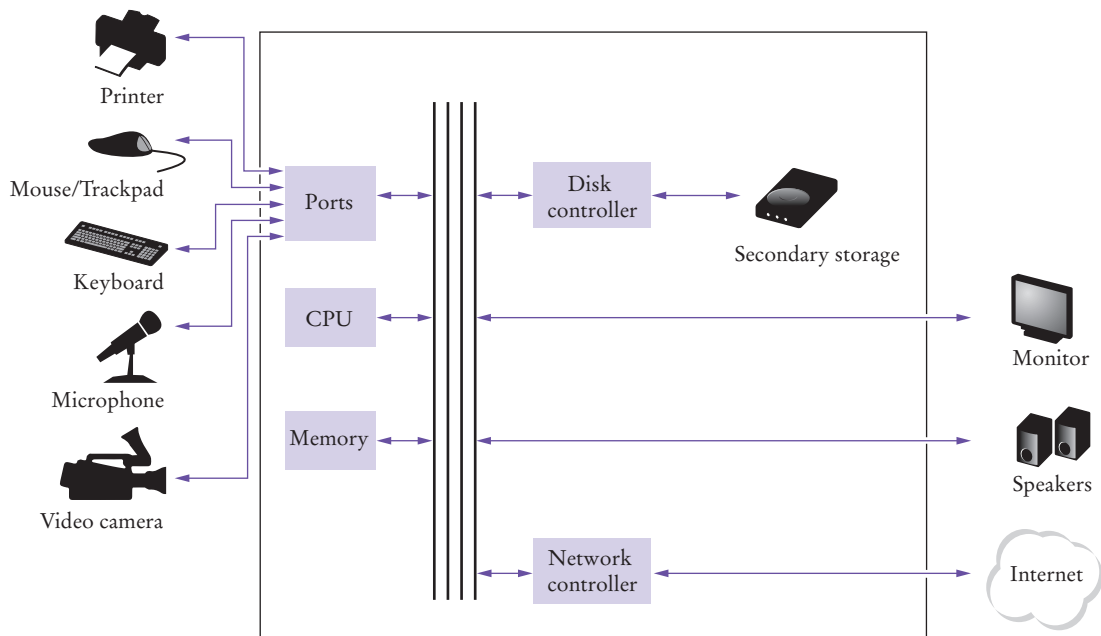 Printer
Mouse/Trackpad
Keyboard
Microphone
Video camera
Ports
CPU
Memory
Disk
controller
Secondary storage
Network
controller
Monitor
Speakers
Internet